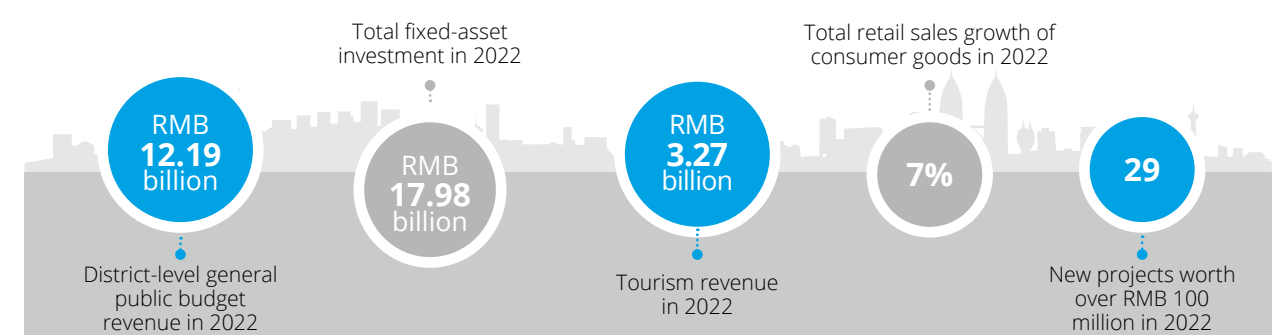 RMB
12.19
billion
District-level general
public budget
revenue in 2022
Total fixed-asset
investment in 2022
RMB
17.98
billion
RMB
3.27
billion
Tourism revenue
in 2022
Total retail sales growth of
consumer goods in 2022
7%
29
New projects worth
over RMB 100
million in 2022